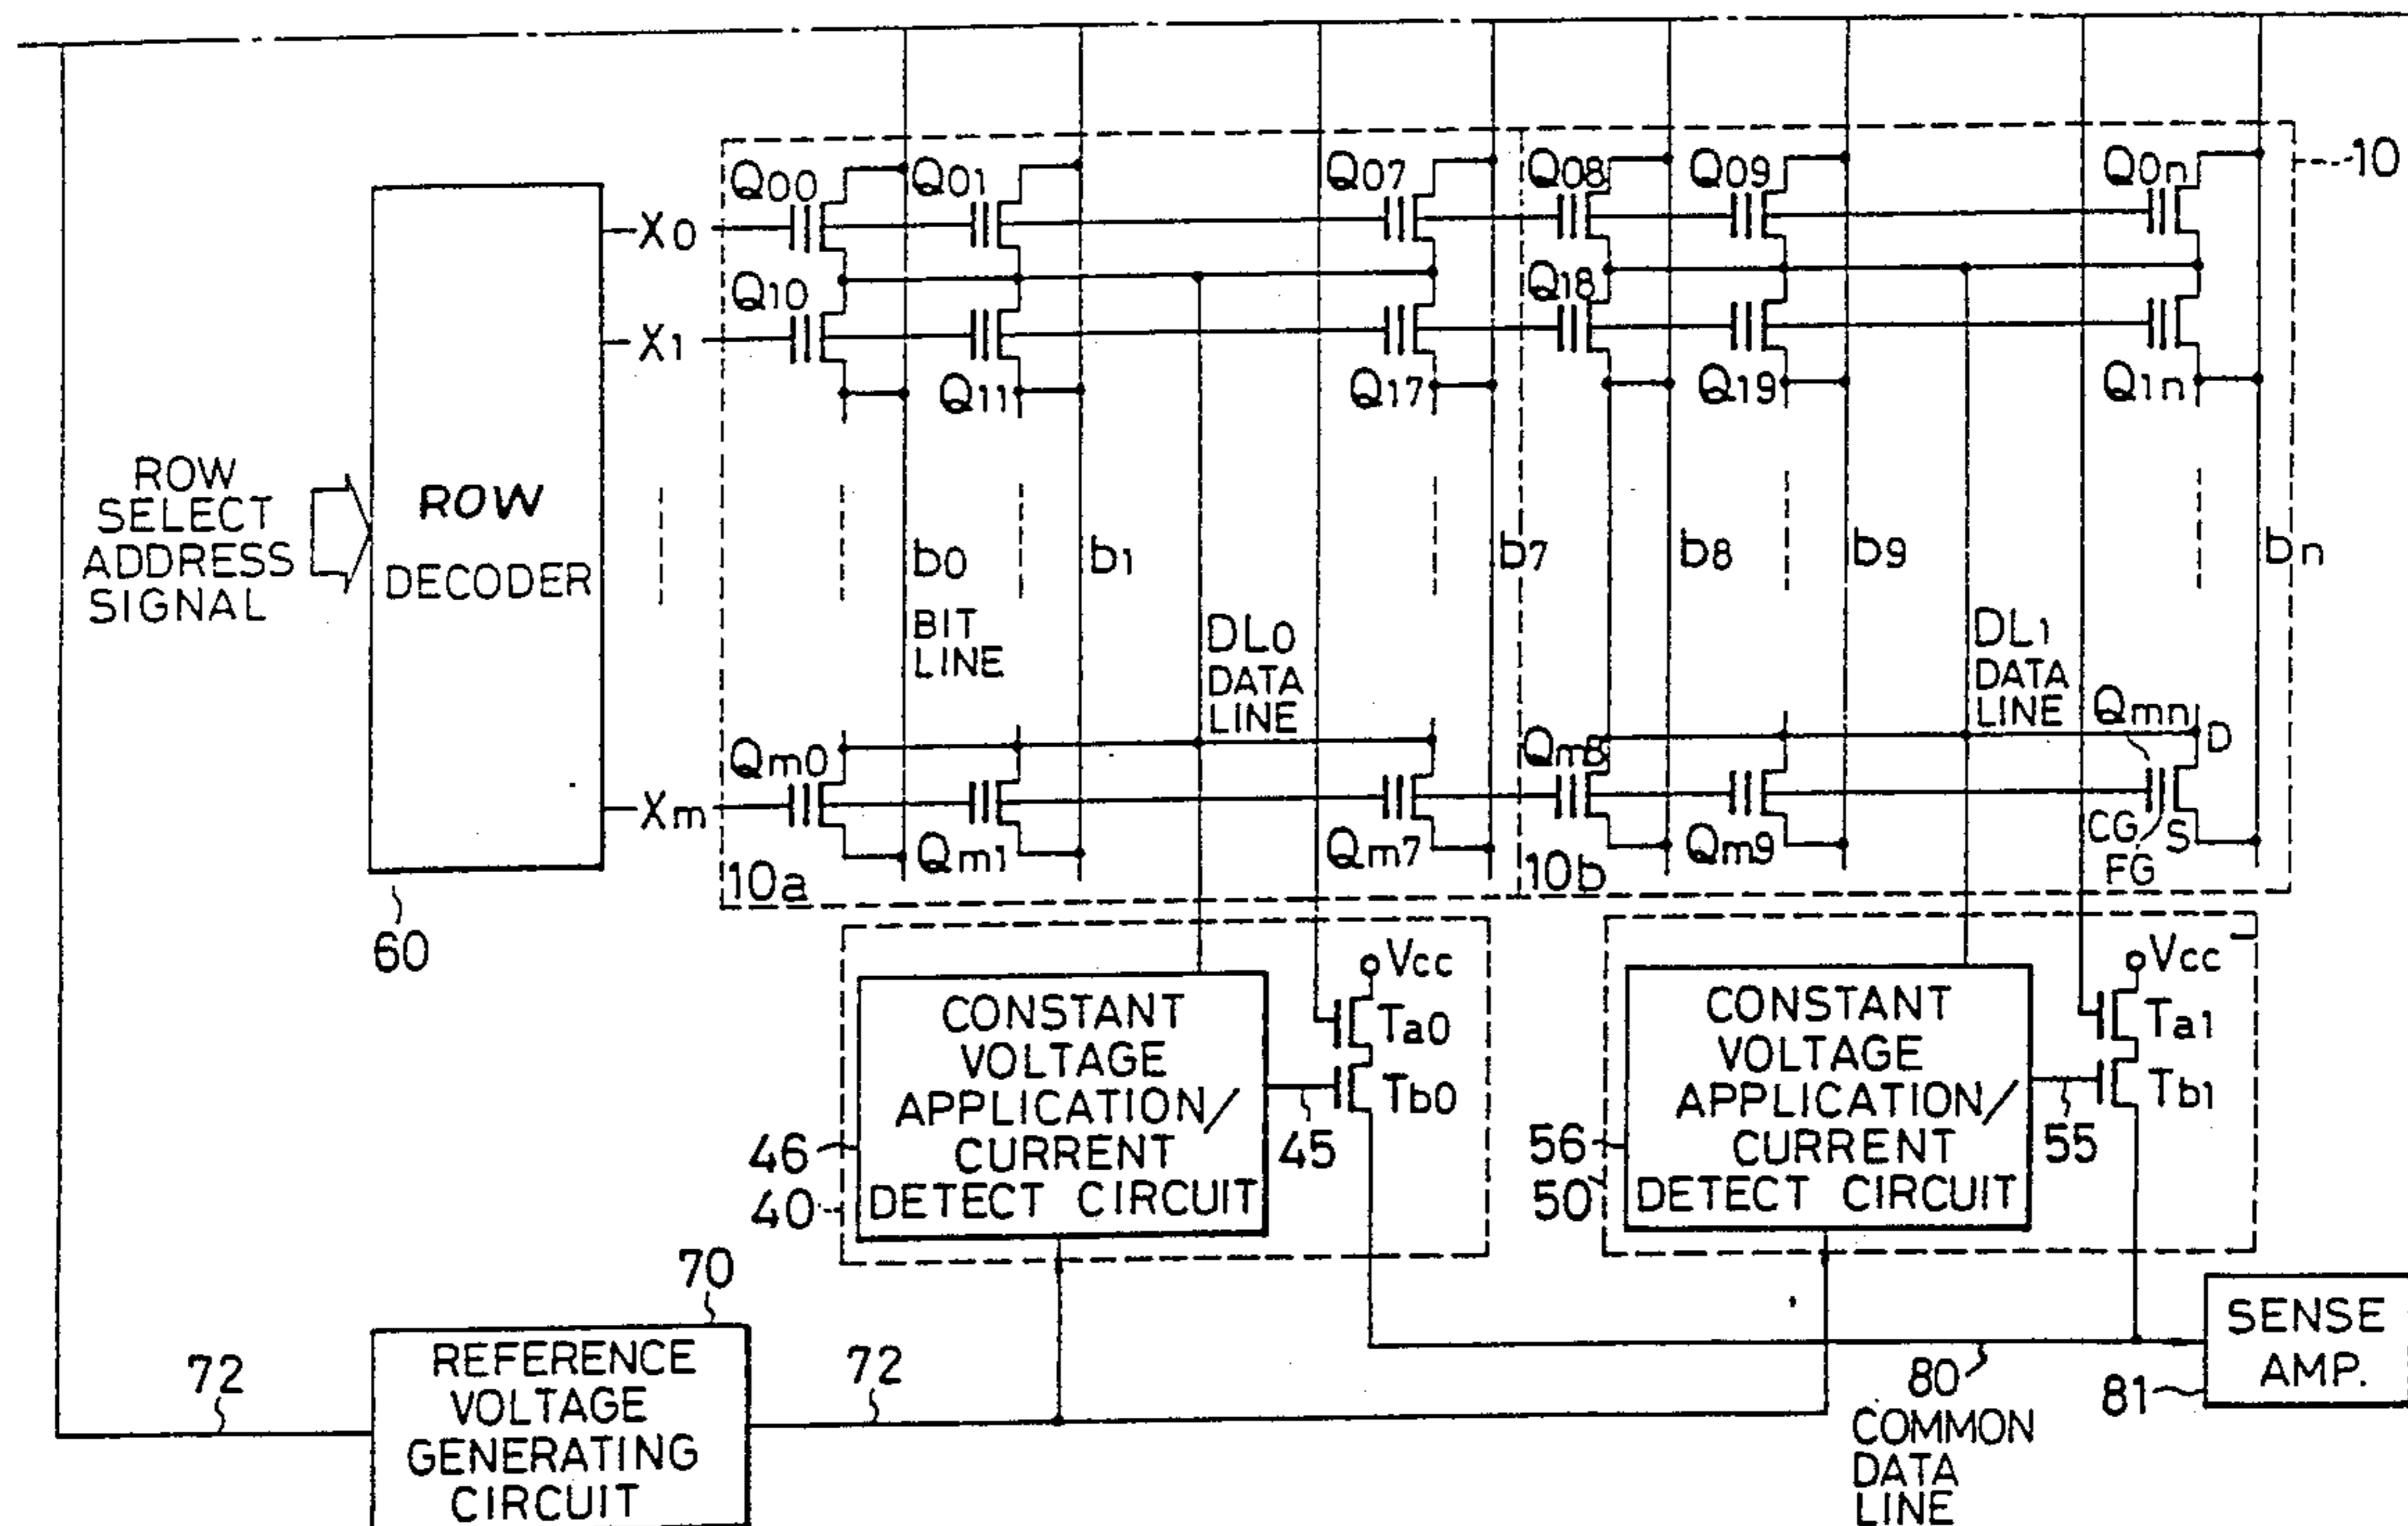 Q00
Q01
Q07
Q08
Q09
Q0n
10
X0
Q10
Q18
X1
Q11
Q17
Q19
Q1n
ROW
SELECT
ADDRESS
SIGNAL
ROW
DECODER
b0
BIT
LINE
b1
b7
b8
b9
bn
DL0
DATA
LINE
DL1
DATA
LINE
Qm0
Qm8
Qmn
D
Xm
Qm1
Qm7
Qm9
CG
S
FG
10a
10b
60
CONSTANT
VOLTAGE
APPLICATION/
CURRENT
DETECT CIRCUIT
Vcc
Ta0
Tb0
45
46
40
CONSTANT
VOLTAGE
APPLICATION/
CURRENT
DETECT CIRCUIT
Vcc
Ta1
Tb1
55
56
50
70
72
REFERENCE
VOLTAGE
GENERATING
CIRCUIT
72
80
COMMON
DATA
LINE
SENSE
AMP.
81